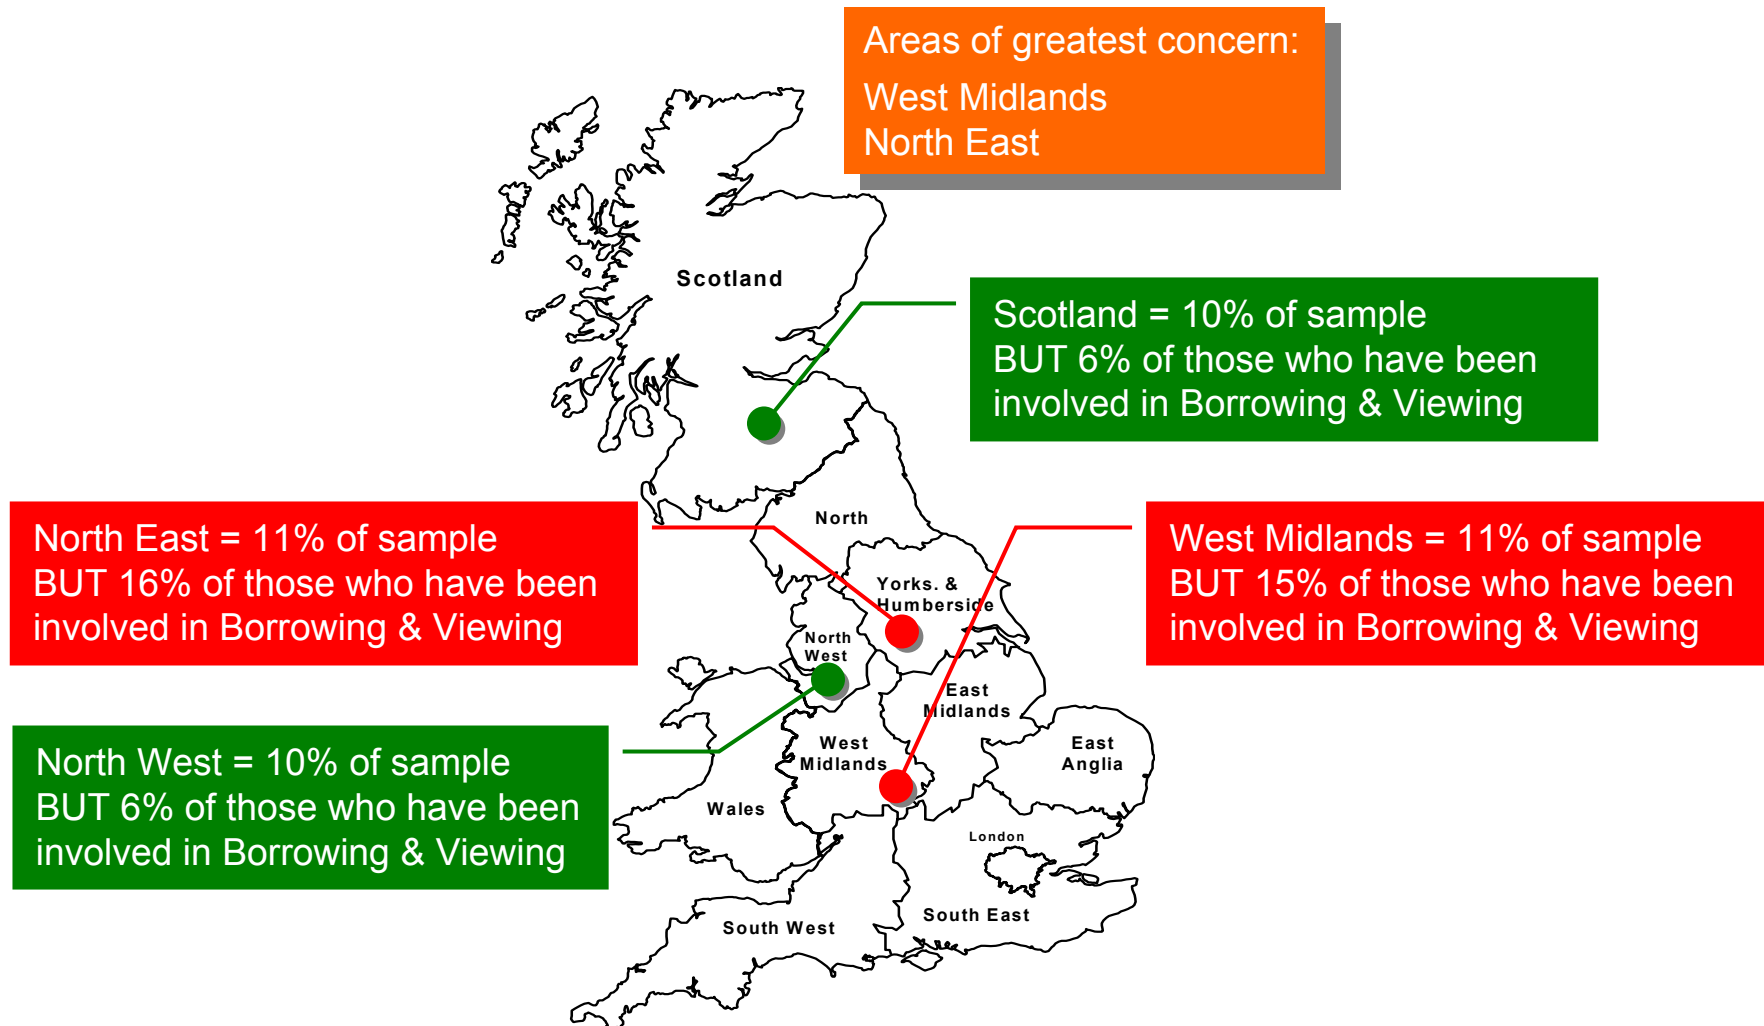 Areas of greatest concern:
West Midlands
North East
Scotland
Scotland = 10% of sample
BUT 6% of those who have been
involved in Borrowing & Viewing
North East = 11% of sample
BUT 16% of those who have been
involved in Borrowing & Viewing
North
West Midlands = 11% of sample
BUT 15% of those who have been
involved in Borrowing & Viewing
Yorks. &
Humberside
North
West
East
Midlands
North West = 10% of sample
BUT 6% of those who have been
involved in Borrowing & Viewing
West
Midlands
East
Anglia
Wales
London
South West
South East